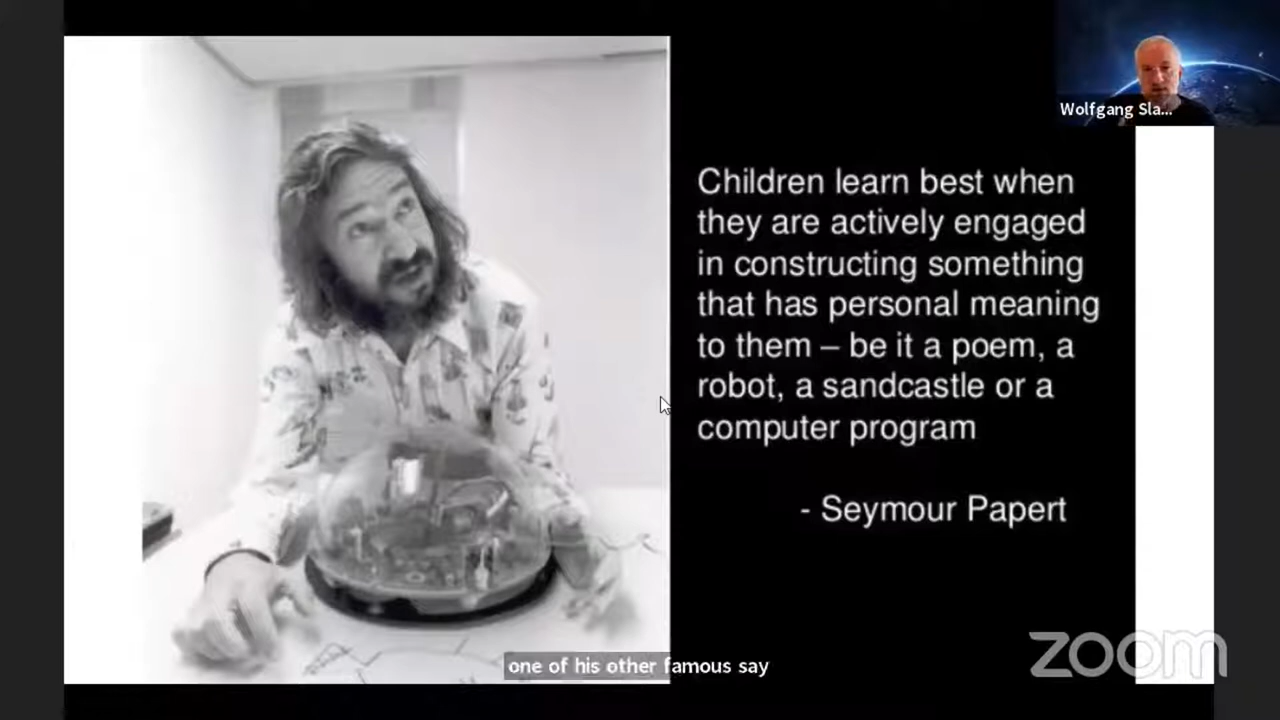 Wolfgang Sla...
Children learn best when
they are actively engaged
in constructing something
that has personal meaning
to them – be it a poem, a
robot, a sandcastle or a
computer program
- Seymour Papert
zoom
one of his other famous say